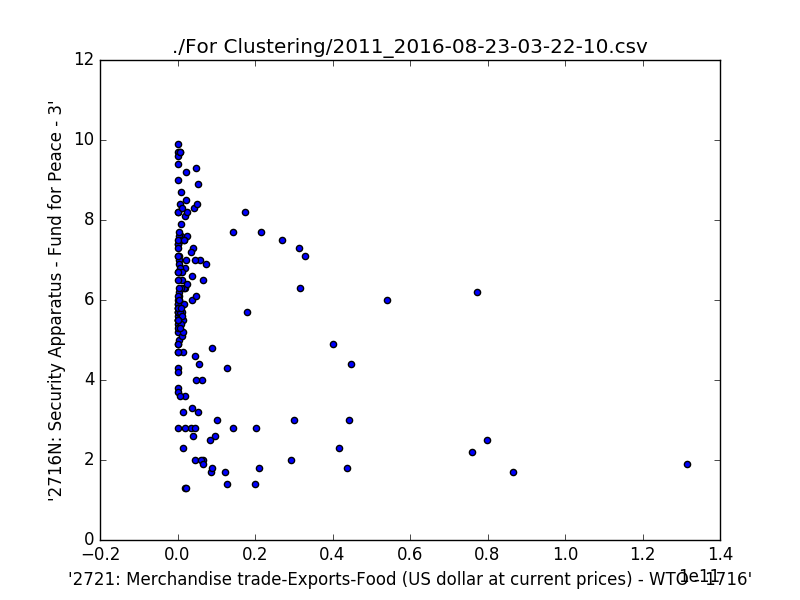 ./For Clustering/2011_2016-08-23-03-22-10.csv
12
10
8
6
4
2
0
'2716N: Security Apparatus - Fund for Peace - 3'
−0.2 0.0 0.2 0.4 0.6 0.8 1.0 1.2 1.4
1e11
'2721: Merchandise trade-Exports-Food (US dollar at current prices) - WTO - 1716'